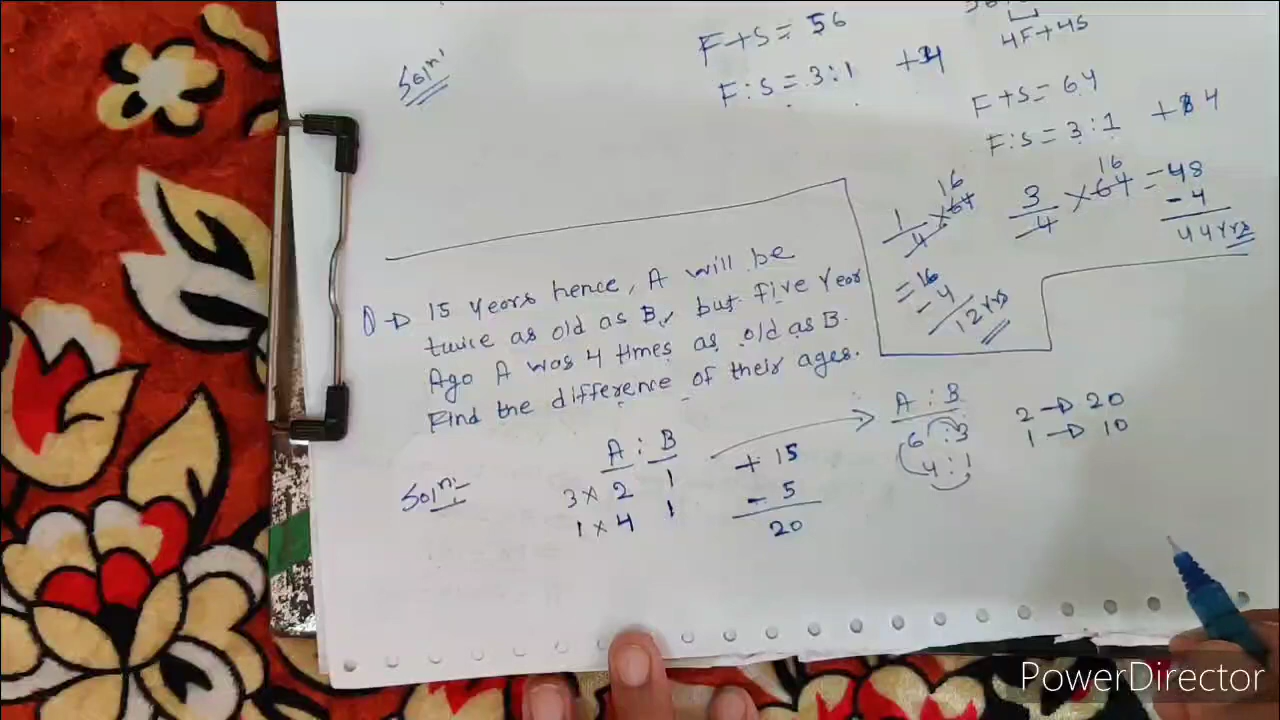 Soln:
F+S= 56
F:S = 3:1 +4
4F+4S
F+S= 64
F:S = 3:1 +4
1/4 × 64 16
= 16
- 4
12 yrs
3/4 × 64 16 = 48
- 4
44 yrs
Q→ 15 years hence, A will be
twice as old as B, but five year
Ago A was 4 times as old as B.
Find the difference of their ages.
Soln:-
A : B
3× 2 1 + 15
1 × 4 1 - 5
20
A : B
6 : 3
4 : 1
2 → 20
1 → 10
PowerDirector